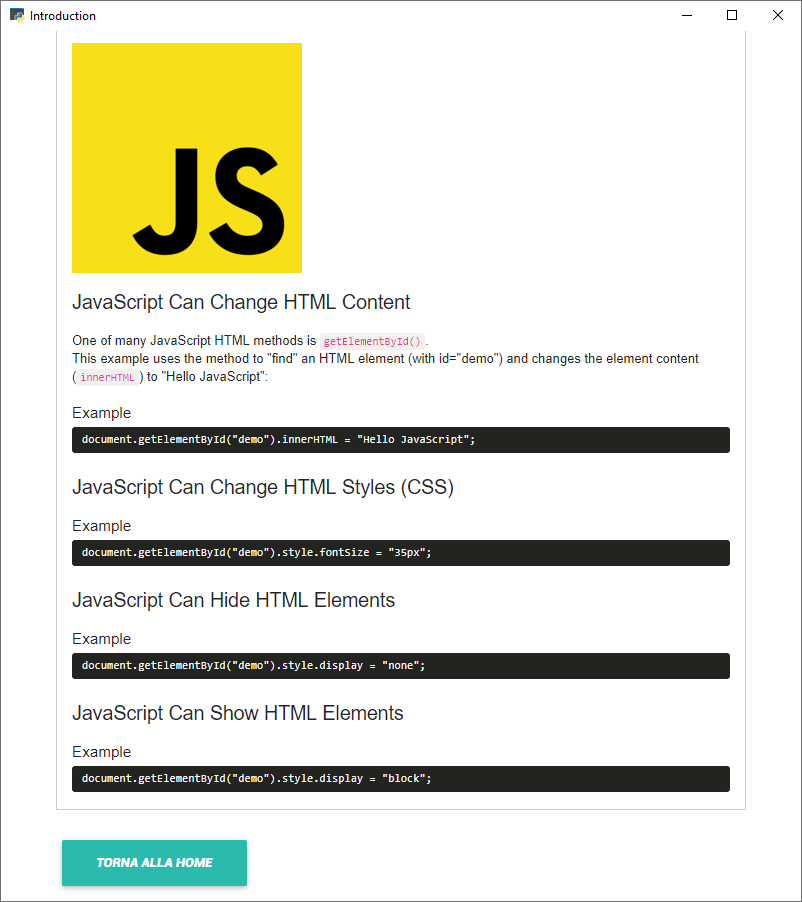 Introduction
JS
JavaScript Can Change HTML Content
One of many JavaScript HTML methods is getElementById().
This example uses the method to "find" an HTML element (with id="demo") and changes the element content
(innerHTML) to "Hello JavaScript":
Example
document.getElementById("demo").innerHTML = "Hello JavaScript";
JavaScript Can Change HTML Styles (CSS)
Example
document.getElementById("demo").style.fontSize = "35px";
JavaScript Can Hide HTML Elements
Example
document.getElementById("demo").style.display = "none";
JavaScript Can Show HTML Elements
Example
document.getElementById("demo").style.display = "block";
TORNA ALLA HOME